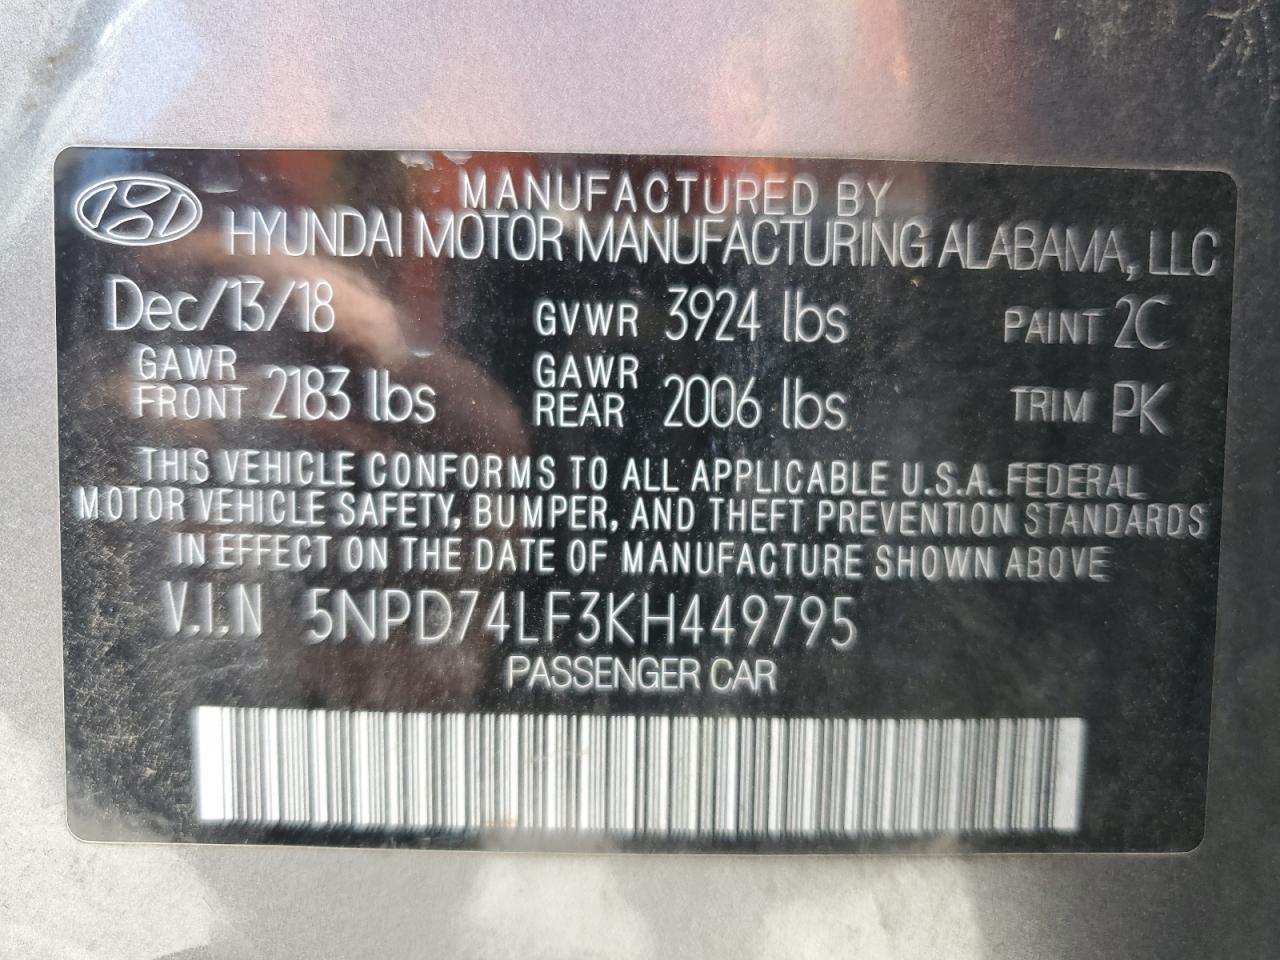 MANUFACTURED BY
HYUNDAI MOTOR MANUFACTURING ALABAMA, LLC
Dec/13/18 GVWR 3924 lbs PAINT 2C
GAWR FRONT 2183 lbs GAWR REAR 2006 lbs TRIM PK
THIS VEHICLE CONFORMS TO ALL APPLICABLE U.S.A. FEDERAL
MOTOR VEHICLE SAFETY, BUMPER, AND THEFT PREVENTION STANDARDS
IN EFFECT ON THE DATE OF MANUFACTURE SHOWN ABOVE
V.I.N 5NPD74LF3KH449795
PASSENGER CAR